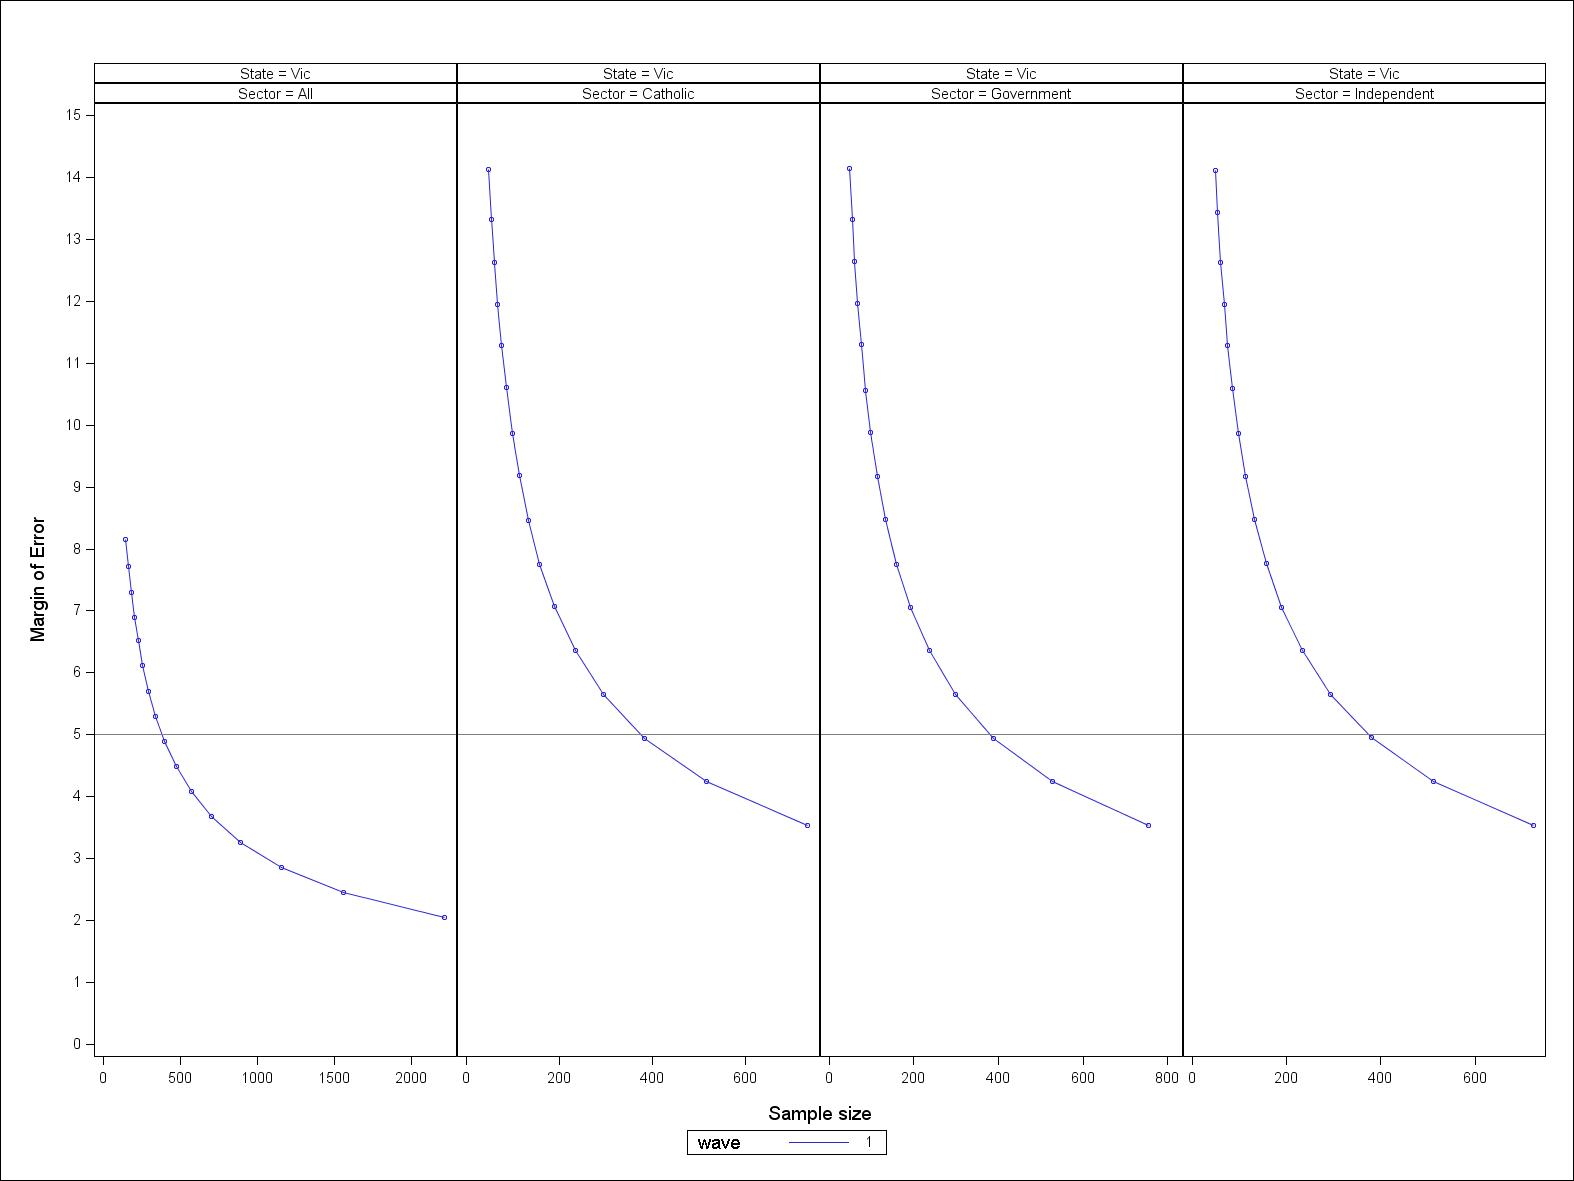 State = Vic State = Vic State = Vic State = Vic
Sector = All Sector = Catholic Sector = Government Sector = Independent
15
14
13
12
11
10
9
8
7
6
5
4
3
2
1
0
Margin of Error
0 500 1000 1500 2000 0 200 400 600 0 200 400 600 800 0 200 400 600
Sample size
wave 1